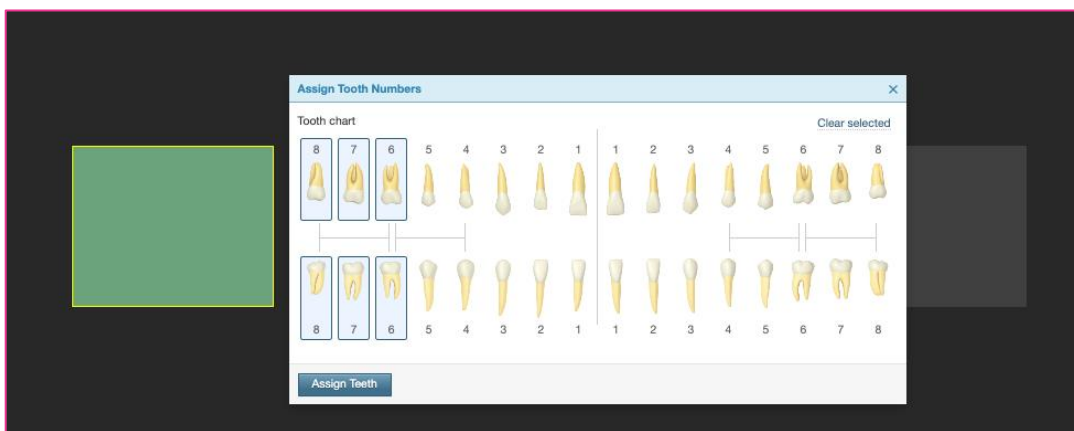 Assign Tooth Numbers
Tooth chart
Clear selected
8 7 6 5 4 3 2 1 1 2 3 4 5 6 7 8
8 7 6 5 4 3 2 1 1 2 3 4 5 6 7 8
Assign Teeth